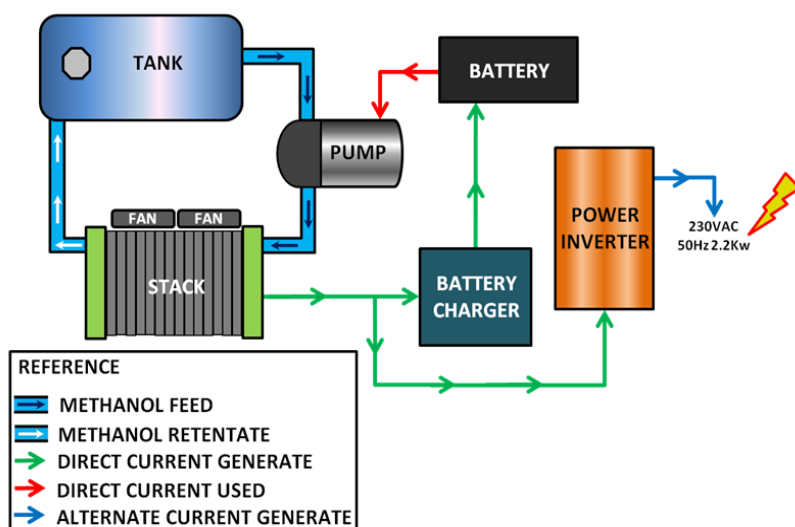 TANK
BATTERY
PUMP
FAN FAN
STACK
BATTERY
CHARGER
POWER
INVERTER
230VAC
50Hz 2.2Kw
REFERENCE
METHANOL FEED
METHANOL RETENTATE
DIRECT CURRENT GENERATE
DIRECT CURRENT USED
ALTERNATE CURRENT GENERATE